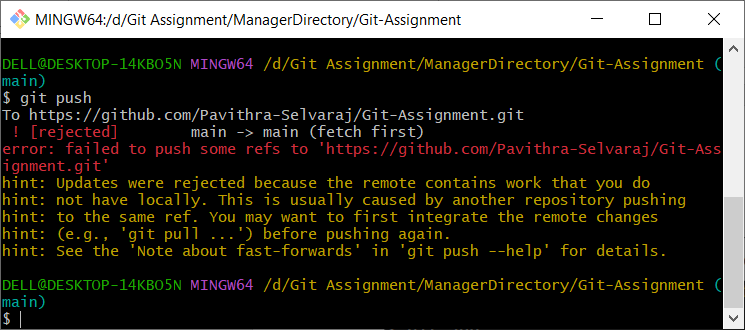 MINGW64:/d/Git Assignment/ManagerDirectory/Git-Assignment
DELL@DESKTOP-14KBO5N MINGW64 /d/Git Assignment/ManagerDirectory/Git-Assignment (
main)
$ git push
To https://github.com/Pavithra-Selvaraj/Git-Assignment.git
 ! [rejected]        main -> main (fetch first)
error: failed to push some refs to 'https://github.com/Pavithra-Selvaraj/Git-Ass
ignment.git'
hint: Updates were rejected because the remote contains work that you do
hint: not have locally. This is usually caused by another repository pushing
hint: to the same ref. You may want to first integrate the remote changes
hint: (e.g., 'git pull ...') before pushing again.
hint: See the 'Note about fast-forwards' in 'git push --help' for details.
DELL@DESKTOP-14KBO5N MINGW64 /d/Git Assignment/ManagerDirectory/Git-Assignment (
main)
$